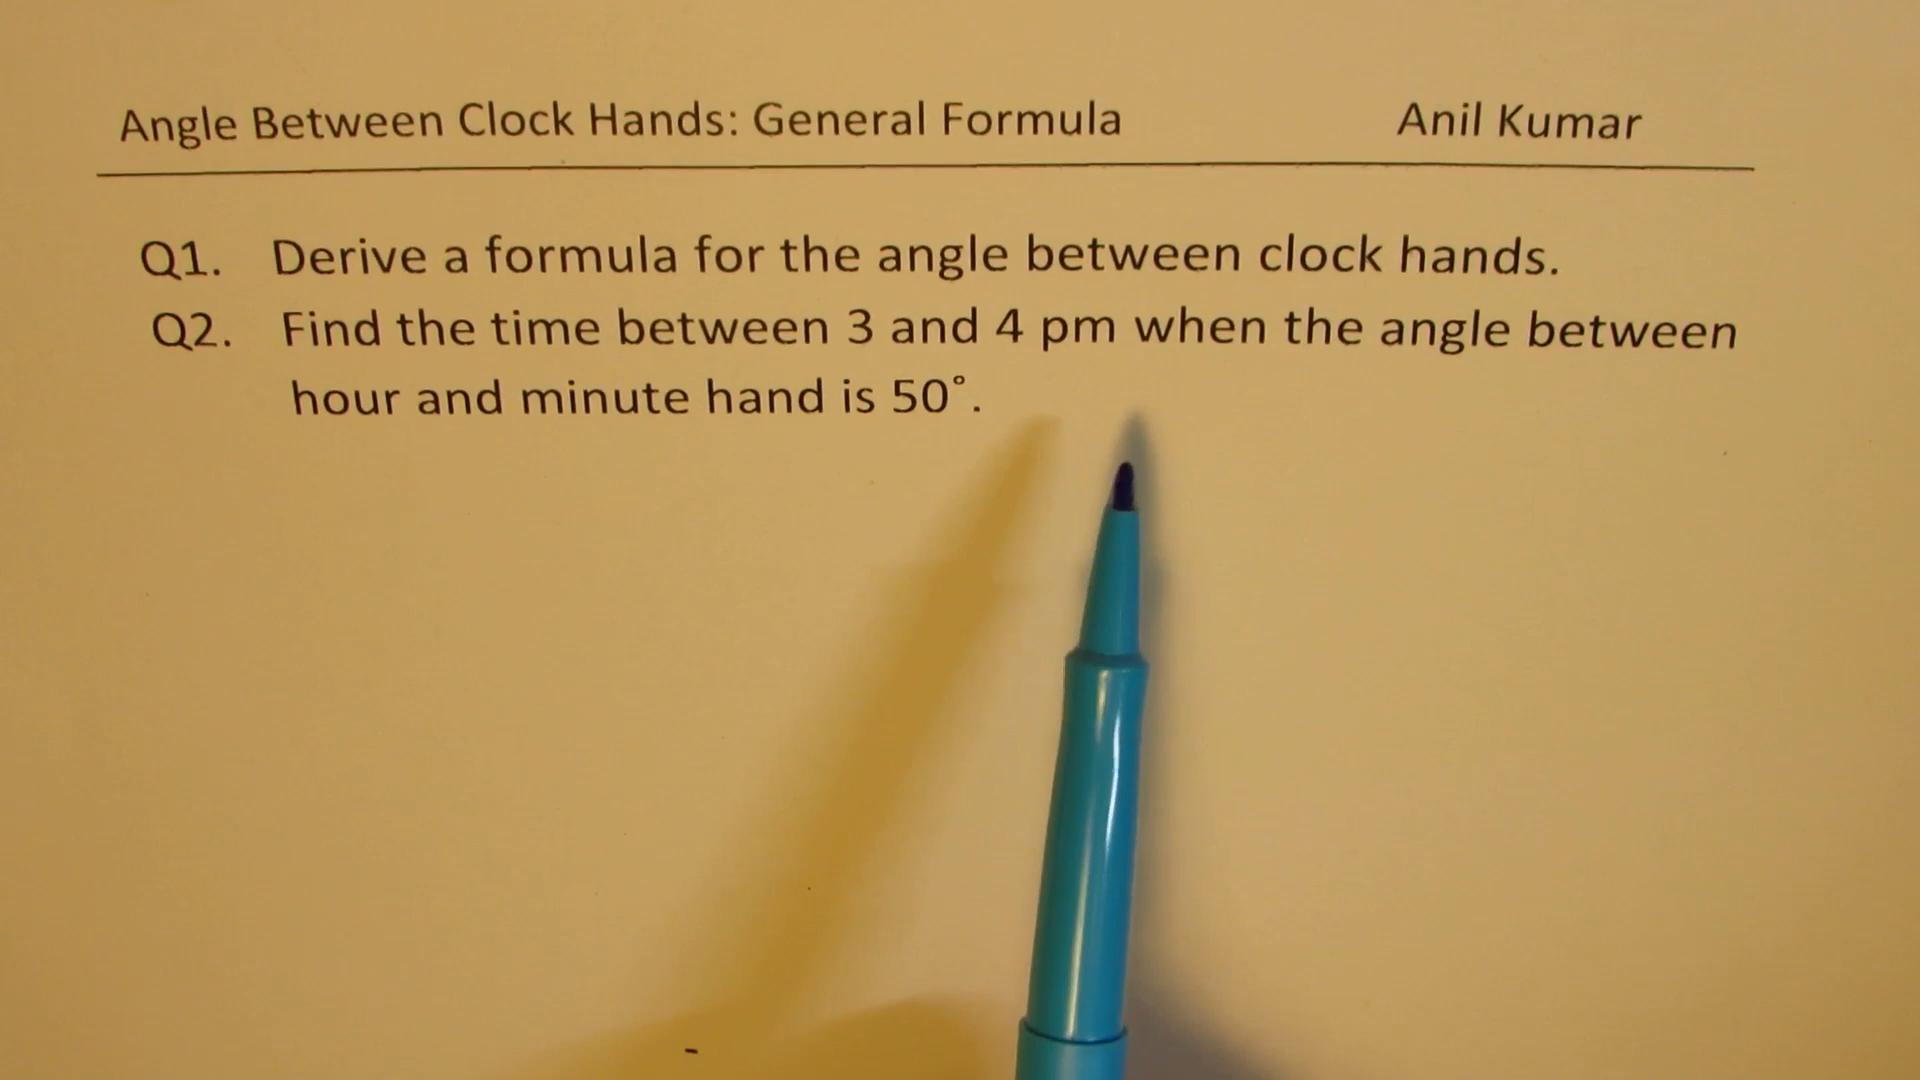 Angle Between Clock Hands: General Formula Anil Kumar
Q1. Derive a formula for the angle between clock hands.
Q2. Find the time between 3 and 4 pm when the angle between
hour and minute hand is 50°.